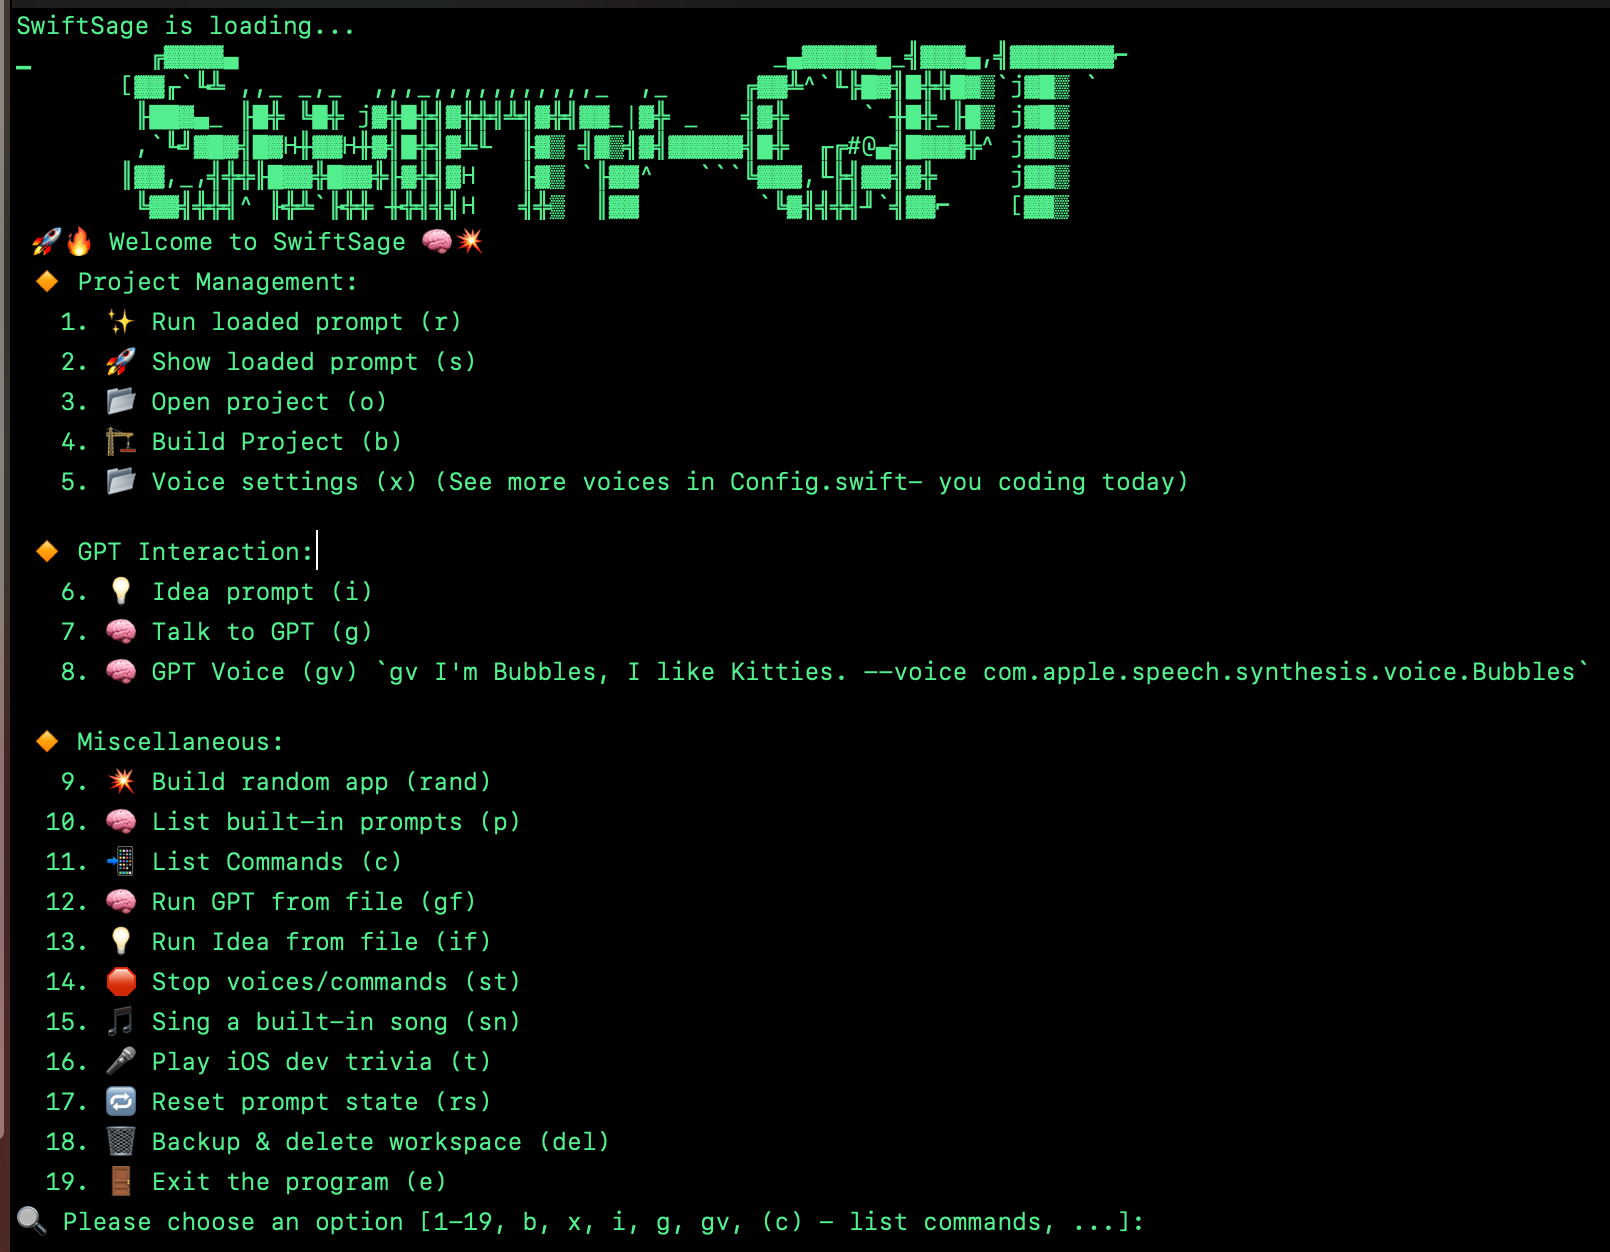 SwiftSage is loading...
Swift-GPT
🚀🔥 Welcome to SwiftSage 🧠💥
🔶 Project Management:
1. ✨ Run loaded prompt (r)
2. 🚀 Show loaded prompt (s)
3. 📂 Open project (o)
4. 🏗️ Build Project (b)
5. 📂 Voice settings (x) (See more voices in Config.swift— you coding today)
🔶 GPT Interaction:
6. 💡 Idea prompt (i)
7. 🧠 Talk to GPT (g)
8. 🧠 GPT Voice (gv) `gv I'm Bubbles, I like Kitties. --voice com.apple.speech.synthesis.voice.Bubbles`
🔶 Miscellaneous:
9. 💥 Build random app (rand)
10. 🧠 List built-in prompts (p)
11. 📲 List Commands (c)
12. 🧠 Run GPT from file (gf)
13. 💡 Run Idea from file (if)
14. 🛑 Stop voices/commands (st)
15. 🎵 Sing a built-in song (sn)
16. 🎤 Play iOS dev trivia (t)
17. 🔁 Reset prompt state (rs)
18. 🗑️ Backup & delete workspace (del)
19. 🚪 Exit the program (e)
🔍 Please choose an option [1-19, b, x, i, g, gv, (c) - list commands, ...]: